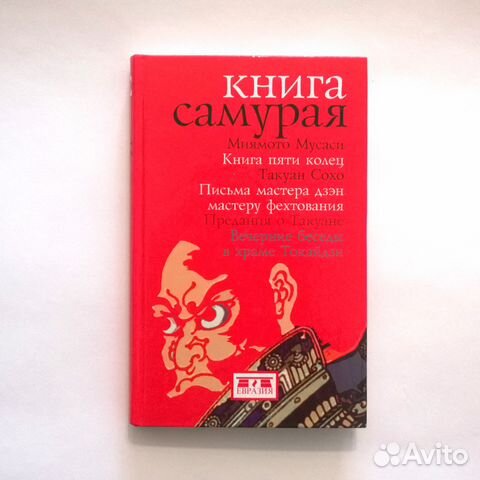 книга
самурая
Миямото Мусаси
Книга пяти колец
Такуан Сохо
Письма мастера дзэн
мастеру фехтования
Предания о Такуане
Вечерние беседы
в храме Токайдзи
ЕВРАЗИЯ
Avito